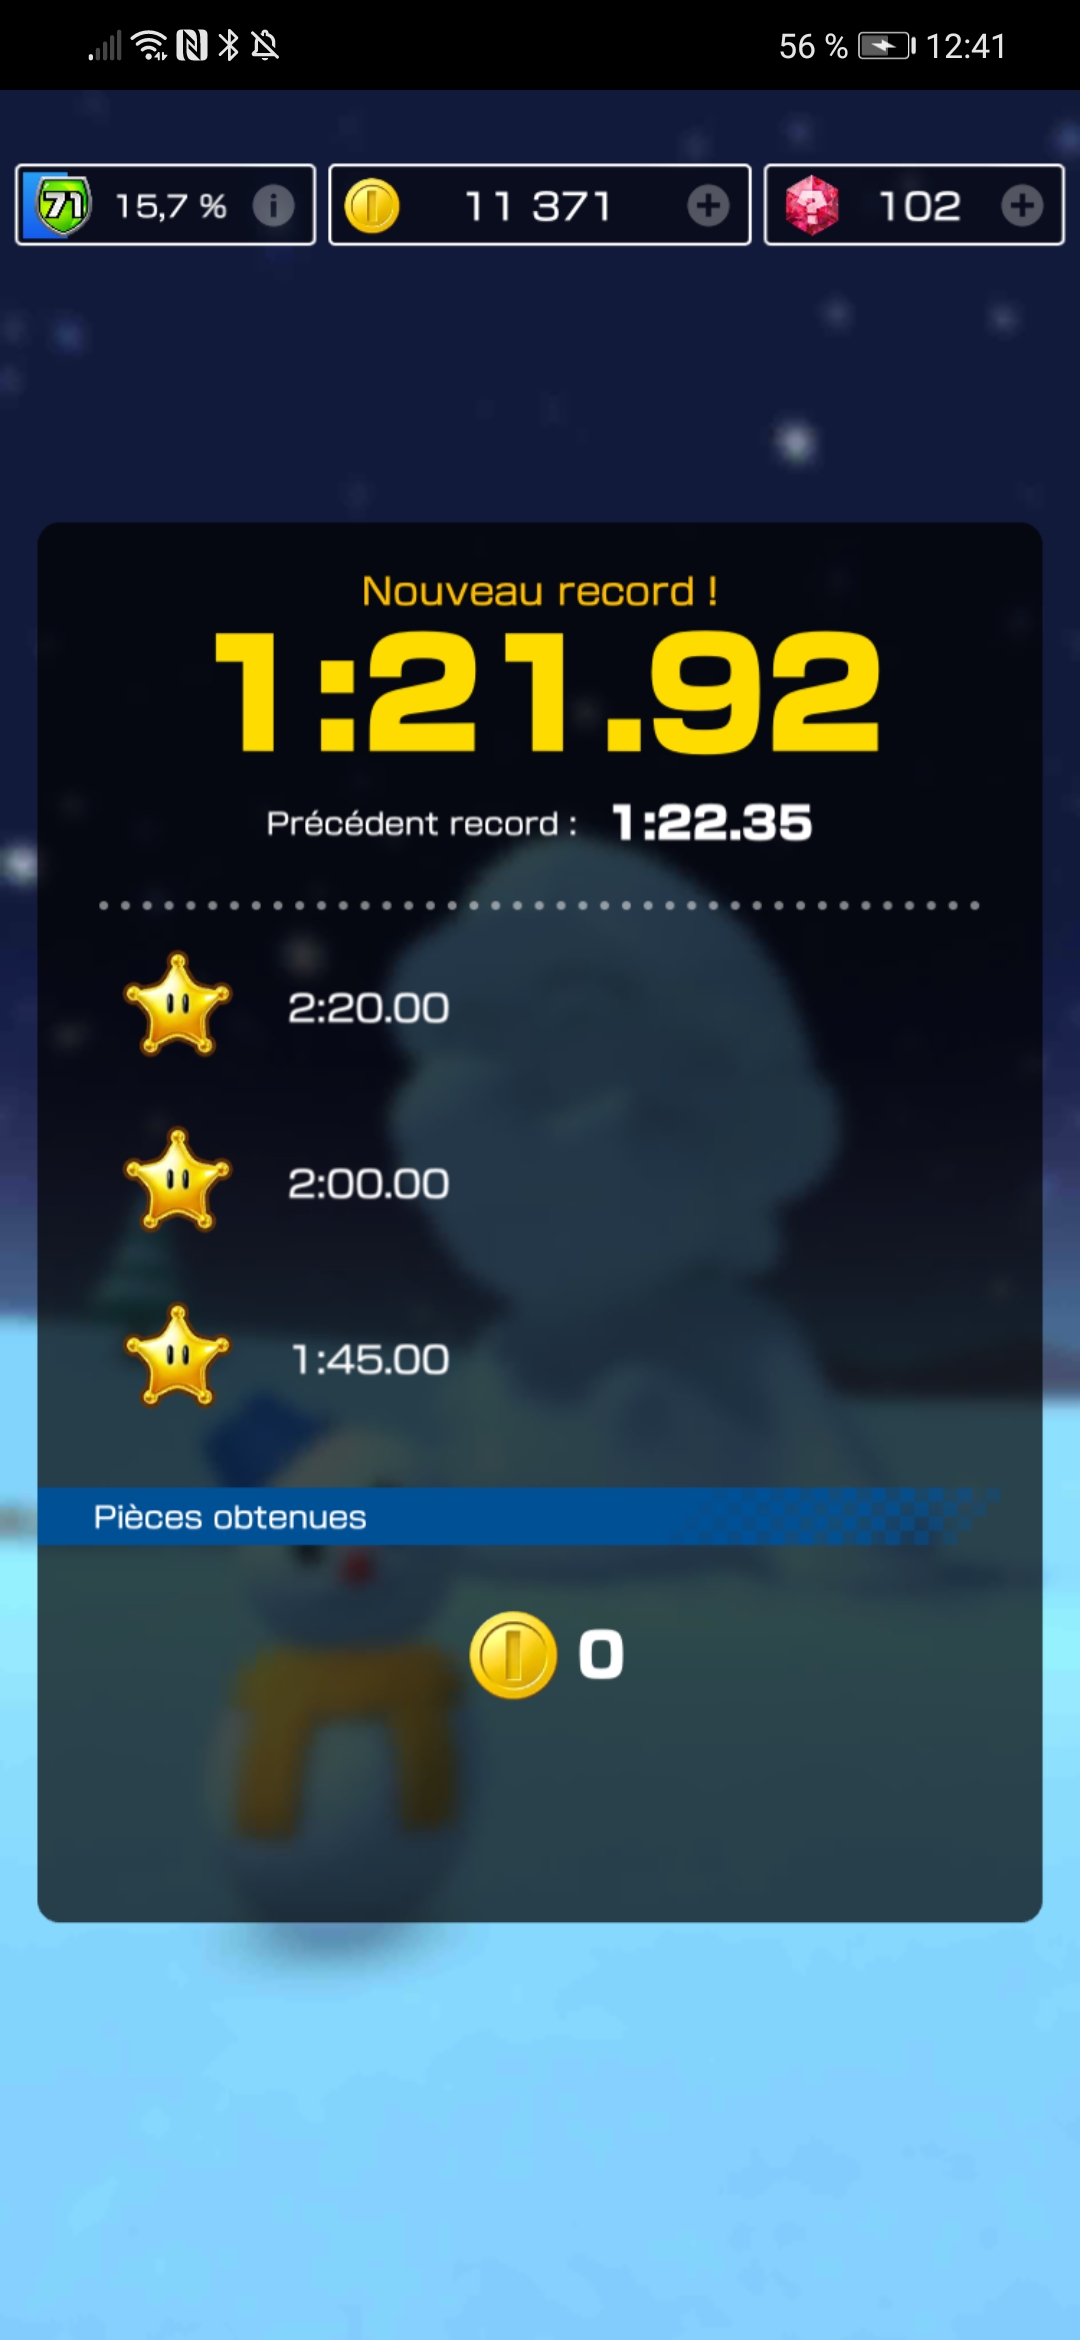 56 % 12:41
71 15,7 % i 11 371 + ? 102 +
Nouveau record !
1:21.92
Précédent record : 1:22.35
2:20.00
2:00.00
1:45.00
Pièces obtenues
0